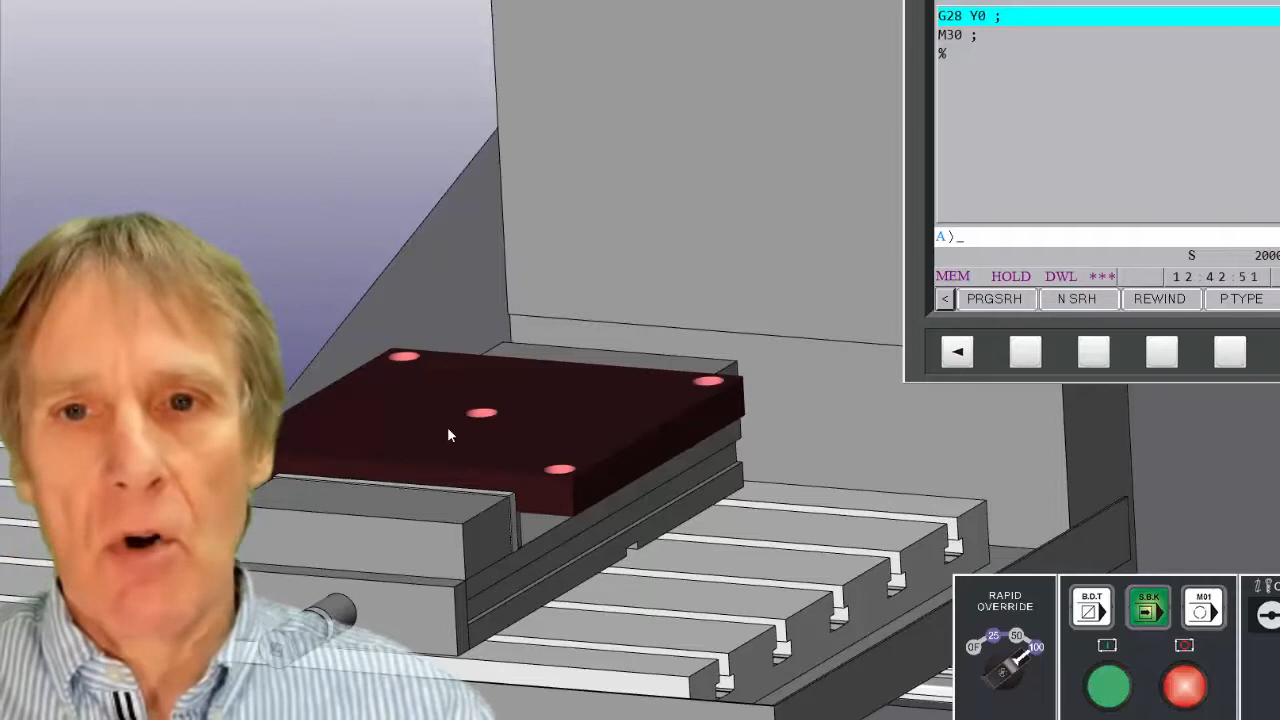 G28 Y0 ;
M30 ;
%
A )_
S 2000
MEM HOLD DWL *** 12:42:51
< PRGSRH N SRH REWIND P TYPE
◄
RAPID
OVERRIDE
25 50
0F 100
B.D.T S.B.K M01